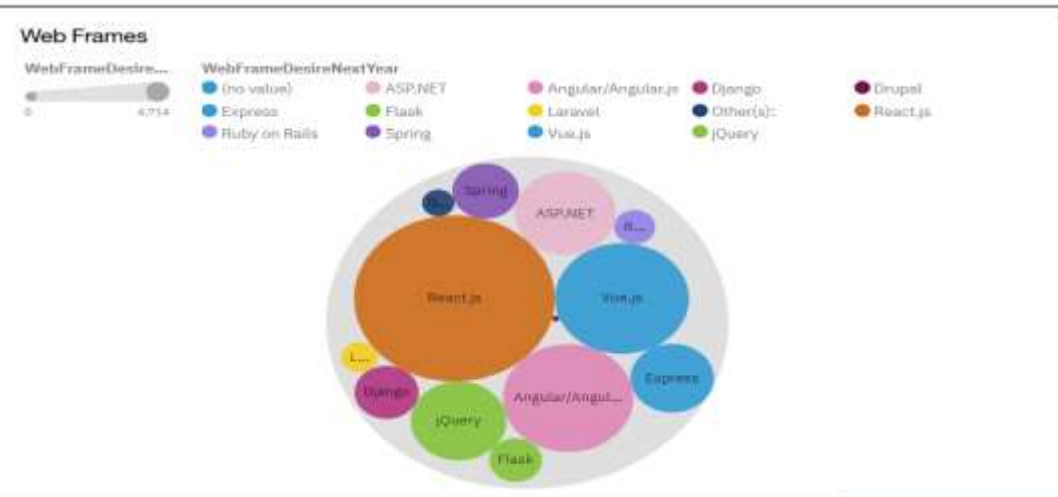 Web Frames
WebFrameDesire... WebFrameDesireNextYear
(no value) ASP.NET Angular/Angular.js Django Drupal
0 4,714
Express Flask Laravel Other(s): React.js
Ruby on Rails Spring Vue.js jQuery
Spring
ASP.NET
R...
React.js
Vue.js
L...
Django
Express
Angular/Angul...
jQuery
Flask